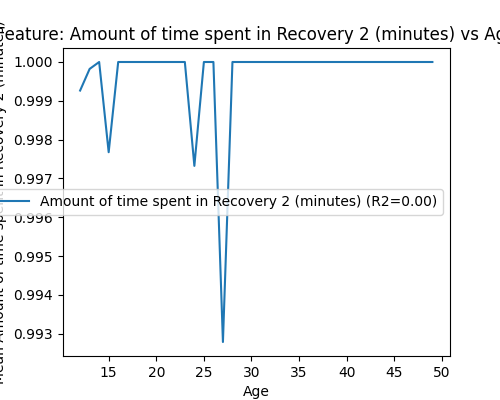 eature: Amount of time spent in Recovery 2 (minutes) vs Ag
1.000
0.999
0.998
0.997
0.996
0.995
0.994
0.993
Mean Amount of time spent in Recovery 2 (minutes)
Amount of time spent in Recovery 2 (minutes) (R2=0.00)
15 20 25 30 35 40 45 50
Age